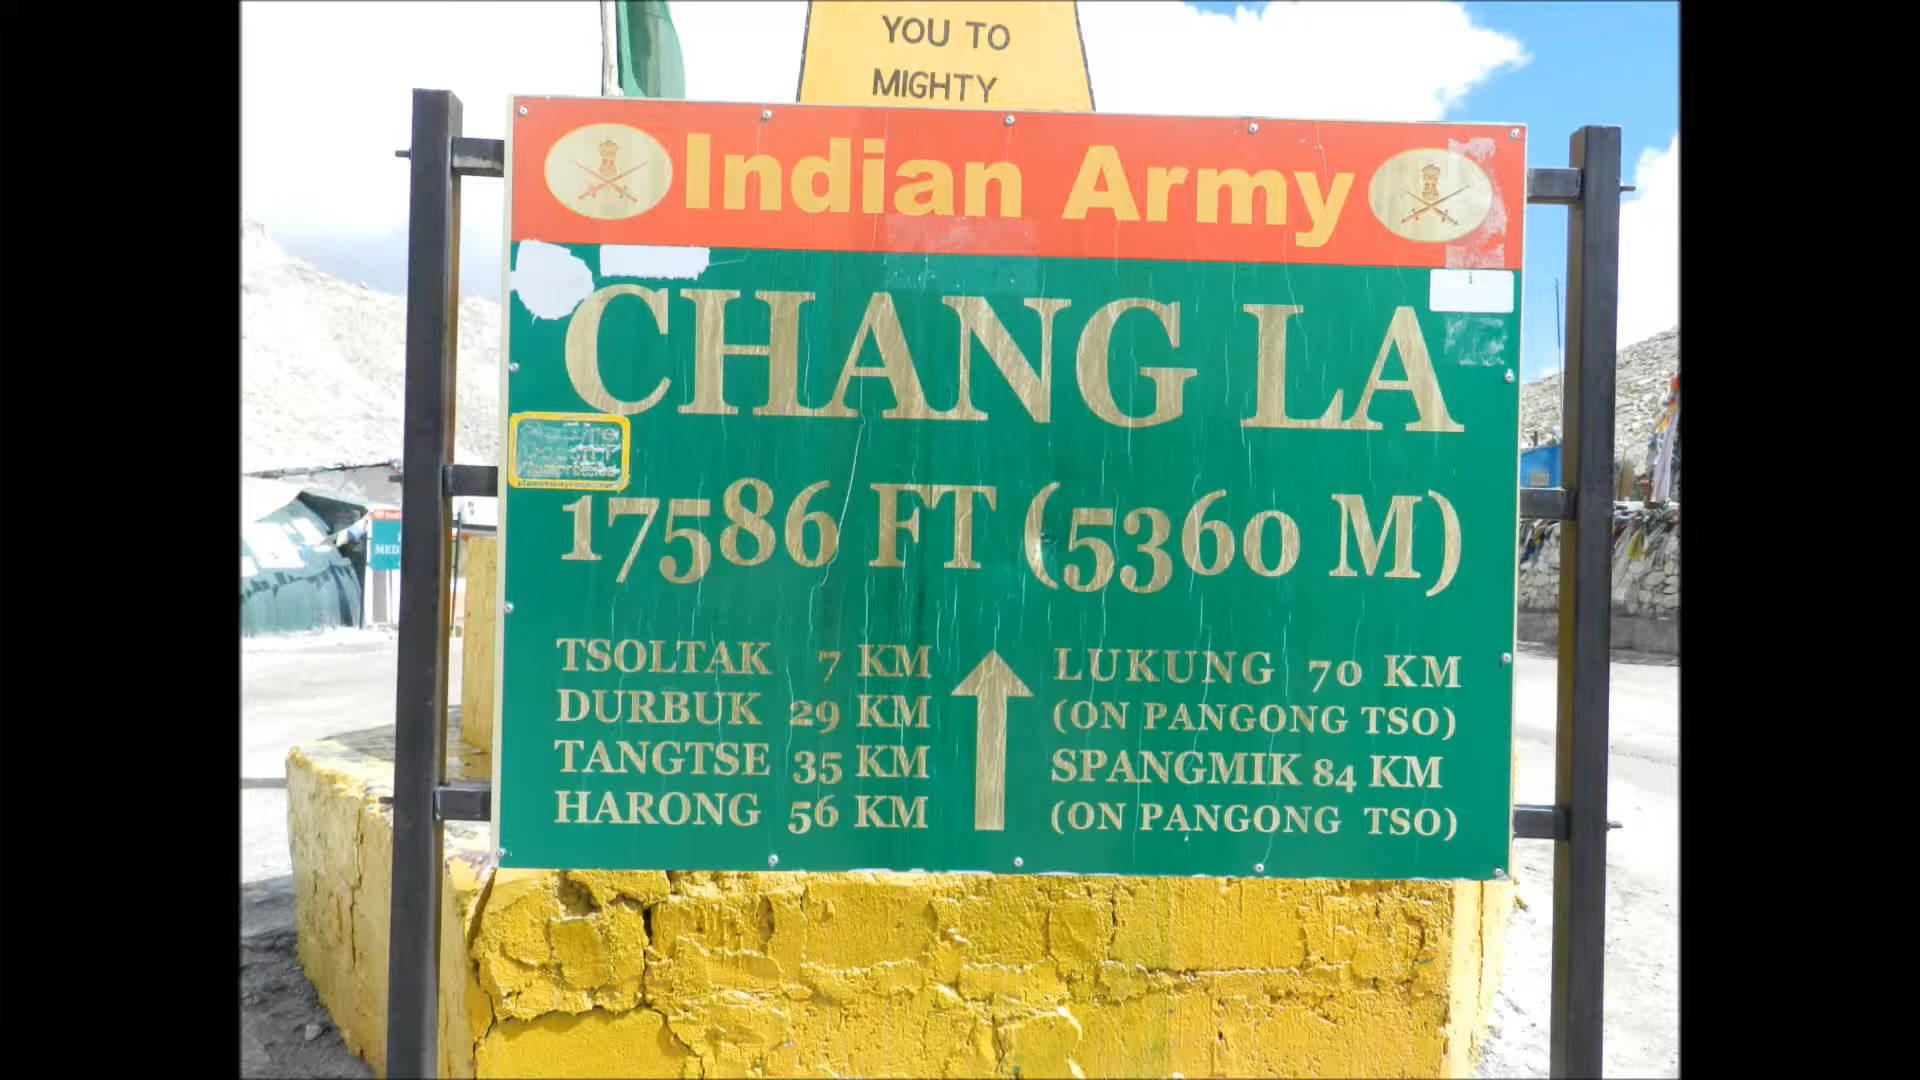 YOU TO
MIGHTY
Indian Army
CHANG LA
17586 FT (5360 M)
TSOLTAK 7 KM
DURBUK 29 KM
TANGTSE 35 KM
HARONG 56 KM
LUKUNG 70 KM
(ON PANGONG TSO)
SPANGMIK 84 KM
(ON PANGONG TSO)
MED